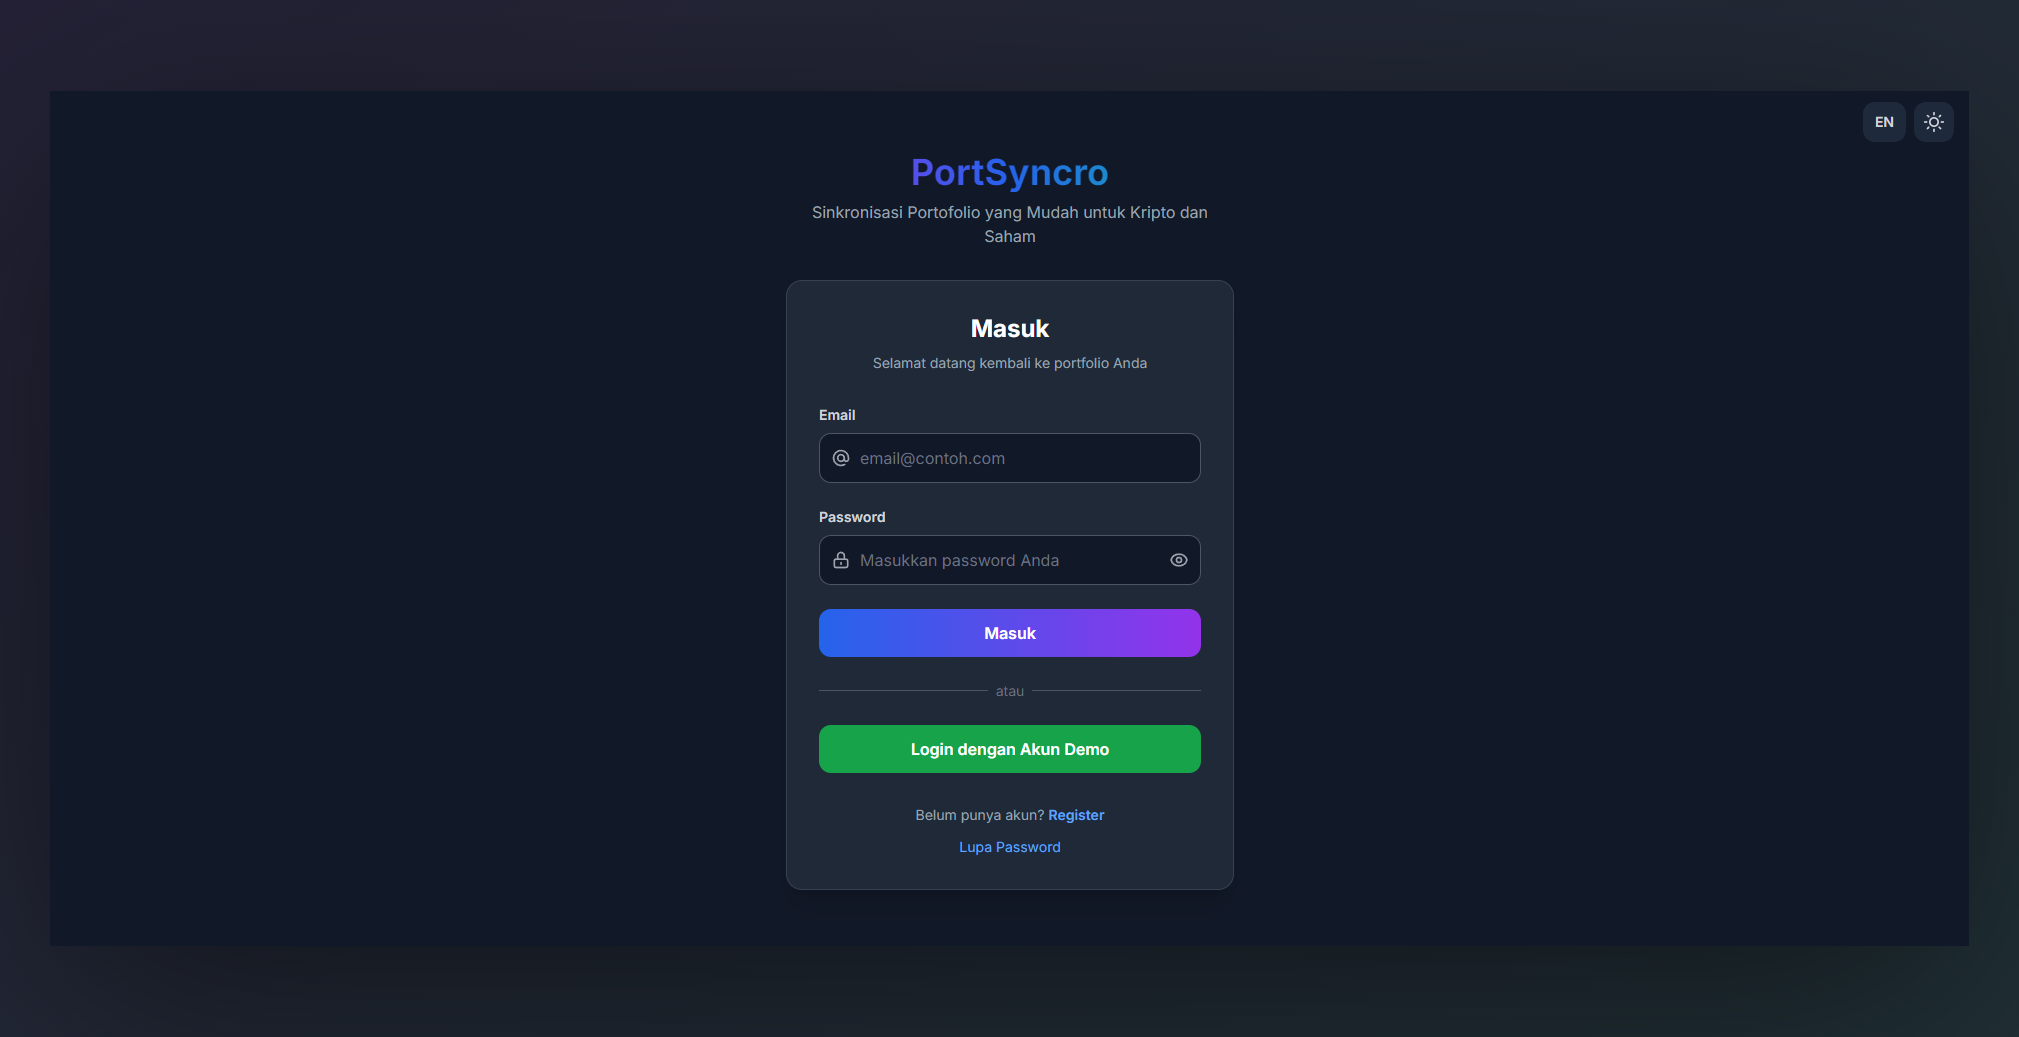 EN
PortSyncro
Sinkronisasi Portofolio yang Mudah untuk Kripto dan
Saham
Masuk
Selamat datang kembali ke portfolio Anda
Email
email@contoh.com
Password
Masukkan password Anda
Masuk
atau
Login dengan Akun Demo
Belum punya akun? Register
Lupa Password